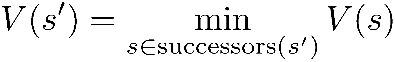 V(s′) = min_{s∈successors(s′)} V(s)